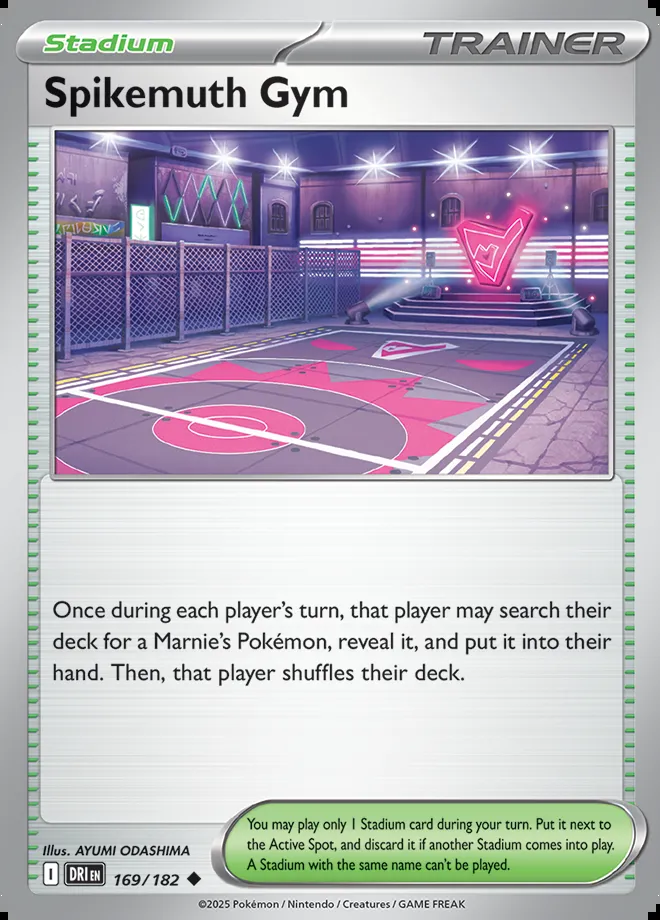 Stadium
TRAINER
Spikemuth Gym
Once during each player's turn, that player may search their
deck for a Marnie's Pokémon, reveal it, and put it into their
hand. Then, that player shuffles their deck.
You may play only 1 Stadium card during your turn. Put it next to
the Active Spot, and discard it if another Stadium comes into play.
A Stadium with the same name can't be played.
Illus. AYUMI ODASHIMA
I DRI EN 169/182
©2025 Pokémon / Nintendo / Creatures / GAME FREAK